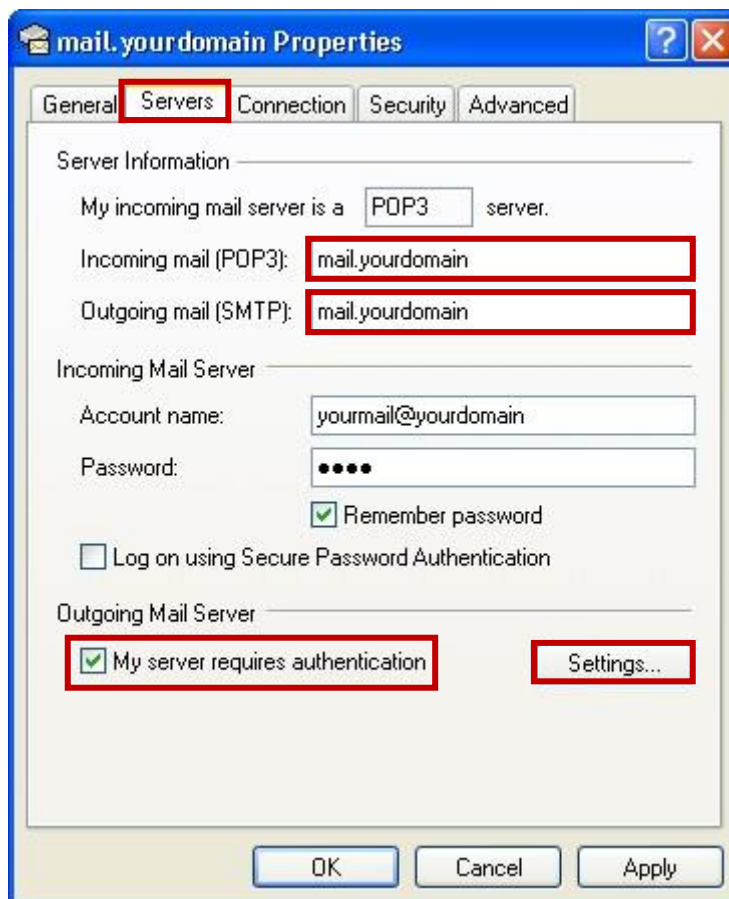 mail.yourdomain Properties
General Servers Connection Security Advanced
Server Information
My incoming mail server is a POP3 server.
Incoming mail (POP3): mail.yourdomain
Outgoing mail (SMTP): mail.yourdomain
Incoming Mail Server
Account name: yourmail@yourdomain
Password: ••••
Remember password
Log on using Secure Password Authentication
Outgoing Mail Server
My server requires authentication Settings...
OK Cancel Apply